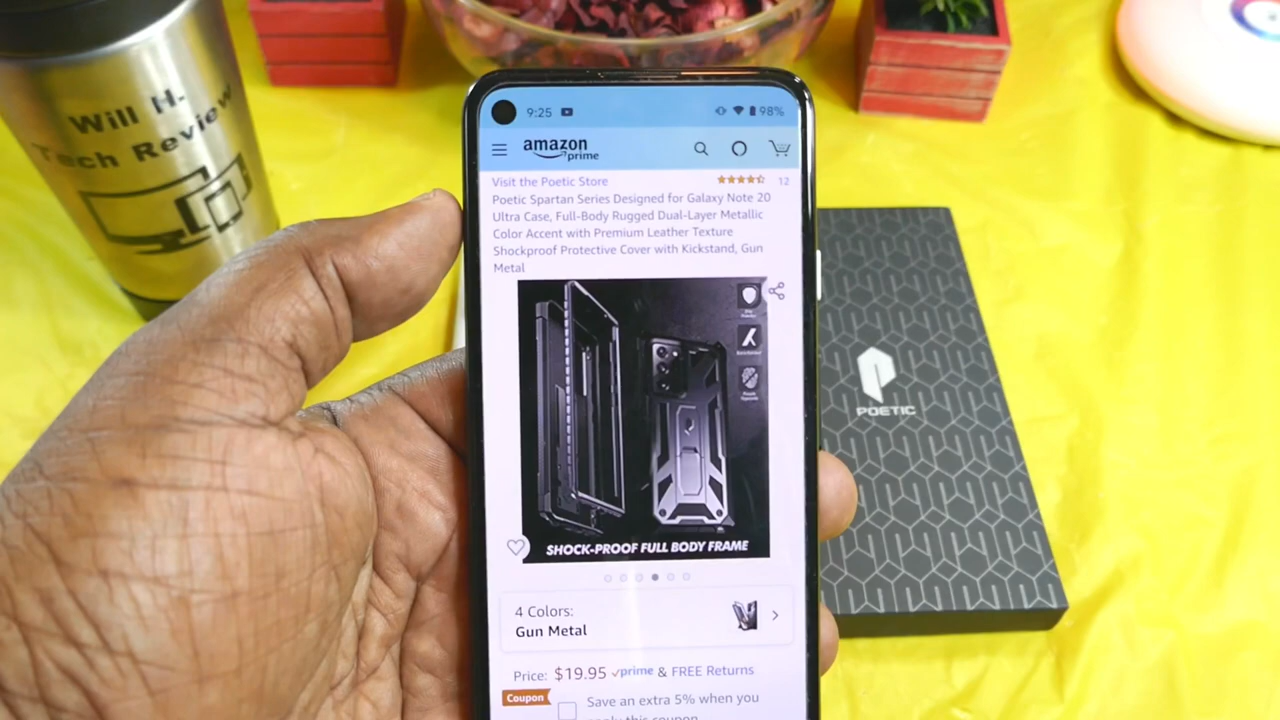 Will H.
Tech Review
9:25
98%
amazon
prime
Visit the Poetic Store
12
Poetic Spartan Series Designed for Galaxy Note 20
Ultra Case, Full-Body Rugged Dual-Layer Metallic
Color Accent with Premium Leather Texture
Shockproof Protective Cover with Kickstand, Gun
Metal
SHOCK-PROOF FULL BODY FRAME
4 Colors:
Gun Metal
Price: $19.95 prime & FREE Returns
Coupon
Save an extra 5% when you
apply this coupon.
POETIC